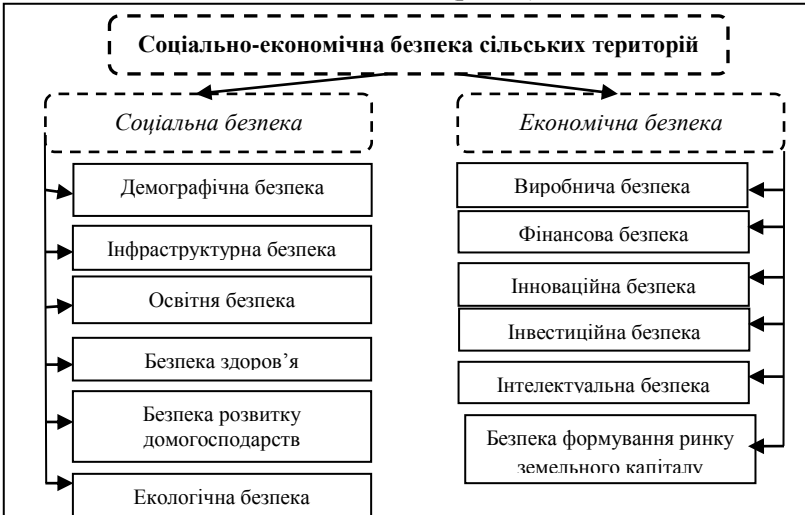 Соціально-економічна безпека сільських територій
Соціальна безпека
Економічна безпека
Демографічна безпека
Інфраструктурна безпека
Освітня безпека
Безпека здоров’я
Безпека розвитку
домогосподарств
Екологічна безпека
Виробнича безпека
Фінансова безпека
Інноваційна безпека
Інвестиційна безпека
Інтелектуальна безпека
Безпека формування ринку
земельного капіталу